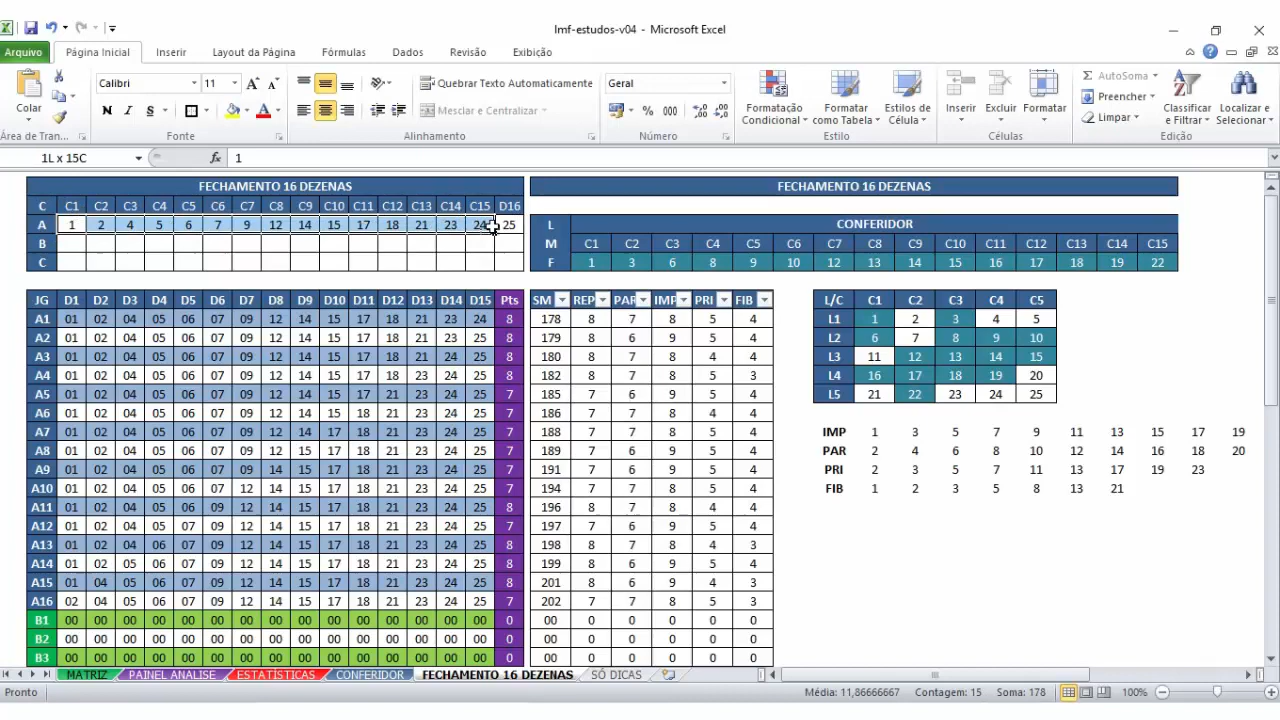 lmf-estudos-v04 - Microsoft Excel
Arquivo Página Inicial Inserir Layout da Página Fórmulas Dados Revisão Exibição
Calibri 11 Quebrar Texto Automaticamente Geral AutoSoma
Colar N I S Mesclar e Centralizar % 000 Formatação Condicional Formatar como Tabela Estilos de Célula Inserir Excluir Formatar Preencher Limpar Classificar e Filtrar Localizar e Selecionar
Área de Tran... Fonte Alinhamento Número Estilo Células Edição
1L x 15C fx 1
FECHAMENTO 16 DEZENAS FECHAMENTO 16 DEZENAS
C C1 C2 C3 C4 C5 C6 C7 C8 C9 C10 C11 C12 C13 C14 C15 D16
A 1 2 4 5 6 7 9 12 14 15 17 18 21 23 24 25 L CONFERIDOR
B M C1 C2 C3 C4 C5 C6 C7 C8 C9 C10 C11 C12 C13 C14 C15
C F 1 3 6 8 9 10 12 13 14 15 16 17 18 19 22
JG D1 D2 D3 D4 D5 D6 D7 D8 D9 D10 D11 D12 D13 D14 D15 Pts SM REP PAR IMP PRI FIB L/C C1 C2 C3 C4 C5
A1 01 02 04 05 06 07 09 12 14 15 17 18 21 23 24 8 178 8 7 8 5 4 L1 1 2 3 4 5
A2 01 02 04 05 06 07 09 12 14 15 17 18 21 23 25 8 179 8 6 9 5 4 L2 6 7 8 9 10
A3 01 02 04 05 06 07 09 12 14 15 17 18 21 24 25 8 180 8 7 8 4 4 L3 11 12 13 14 15
A4 01 02 04 05 06 07 09 12 14 15 17 18 23 24 25 8 182 8 7 8 5 3 L4 16 17 18 19 20
A5 01 02 04 05 06 07 09 12 14 15 17 21 23 24 25 7 185 7 6 9 5 4 L5 21 22 23 24 25
A6 01 02 04 05 06 07 09 12 14 15 18 21 23 24 25 7 186 7 7 8 4 4
A7 01 02 04 05 06 07 09 12 14 17 18 21 23 24 25 7 188 7 7 8 5 4 IMP 1 3 5 7 9 11 13 15 17 19
A8 01 02 04 05 06 07 09 12 15 17 18 21 23 24 25 7 189 7 6 9 5 4 PAR 2 4 6 8 10 12 14 16 18 20
A9 01 02 04 05 06 07 09 14 15 17 18 21 23 24 25 7 191 7 6 9 5 4 PRI 2 3 5 7 11 13 17 19 23
A10 01 02 04 05 06 07 12 14 15 17 18 21 23 24 25 7 194 7 7 8 5 4 FIB 1 2 3 5 8 13 21
A11 01 02 04 05 06 09 12 14 15 17 18 21 23 24 25 8 196 8 7 8 4 4
A12 01 02 04 05 07 09 12 14 15 17 18 21 23 24 25 7 197 7 6 9 5 4
A13 01 02 04 06 07 09 12 14 15 17 18 21 23 24 25 8 198 8 7 8 4 3
A14 01 02 05 06 07 09 12 14 15 17 18 21 23 24 25 8 199 8 6 9 5 4
A15 01 04 05 06 07 09 12 14 15 17 18 21 23 24 25 8 201 8 6 9 4 3
A16 02 04 05 06 07 09 12 14 15 17 18 21 23 24 25 7 202 7 7 8 5 3
B1 00 00 00 00 00 00 00 00 00 00 00 00 00 00 00 0 00 0 0 0 0 0
B2 00 00 00 00 00 00 00 00 00 00 00 00 00 00 00 0 00 0 0 0 0 0
B3 00 00 00 00 00 00 00 00 00 00 00 00 00 00 00 0 00 0 0 0 0 0
MATRIZ PAINEL ANALISE ESTATÍSTICAS CONFERIDOR FECHAMENTO 16 DEZENAS SÓ DICAS
Pronto Média: 11,86666667 Contagem: 15 Soma: 178 100%